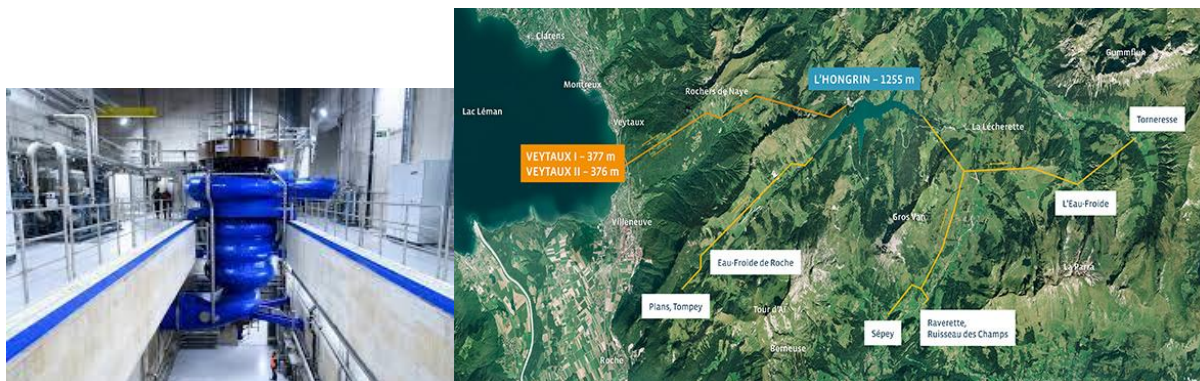 Clarens
Montreux
Lac Léman
Veytaux
Rochers de Naye
L'HONGRIN – 1255 m
Gummfluh
Torneresse
La Lécherette
VEYTAUX I – 377 m
VEYTAUX II – 376 m
L'Eau-Froide
Villeneuve
Gros Van
Eau-Froide de Roche
La Parra
Plans, Tompey
Tour d'Aï
Sépey
Raverette,
Ruisseau des Champs
Berneuse
Roche